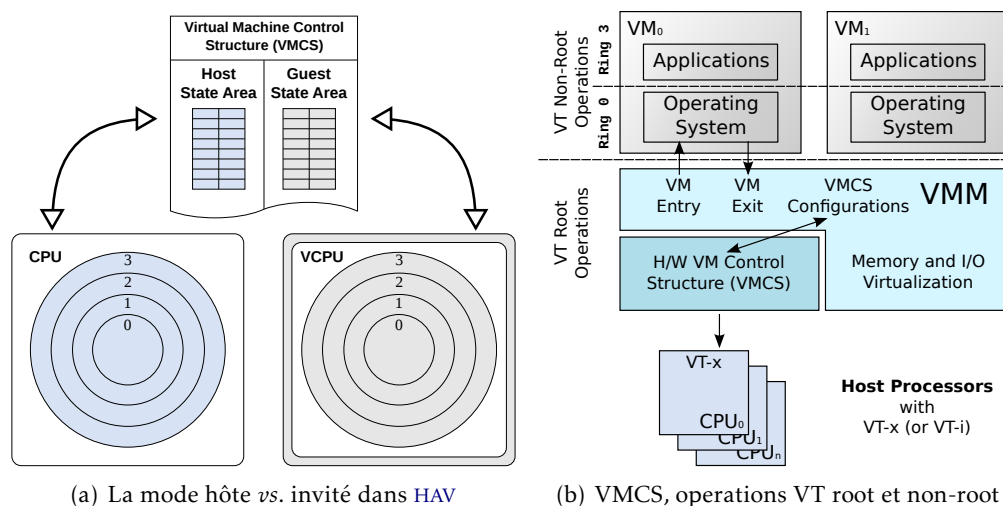 Virtual Machine Control
Structure (VMCS)
Host
State Area
Guest
State Area
CPU
3
2
1
0
VCPU
3
2
1
0
(a) La mode hôte vs. invité dans HAV
VT Non-Root
Operations
Ring 3
Ring 0
VM₀
Applications
Operating
System
VM₁
Applications
Operating
System
VT Root
Operations
VM
Entry
VM
Exit
VMCS
Configurations
VMM
H/W VM Control
Structure (VMCS)
Memory and I/O
Virtualization
VT-x
CPU₀
CPU₁
CPUₙ
Host Processors
with
VT-x (or VT-i)
(b) VMCS, operations VT root et non-root